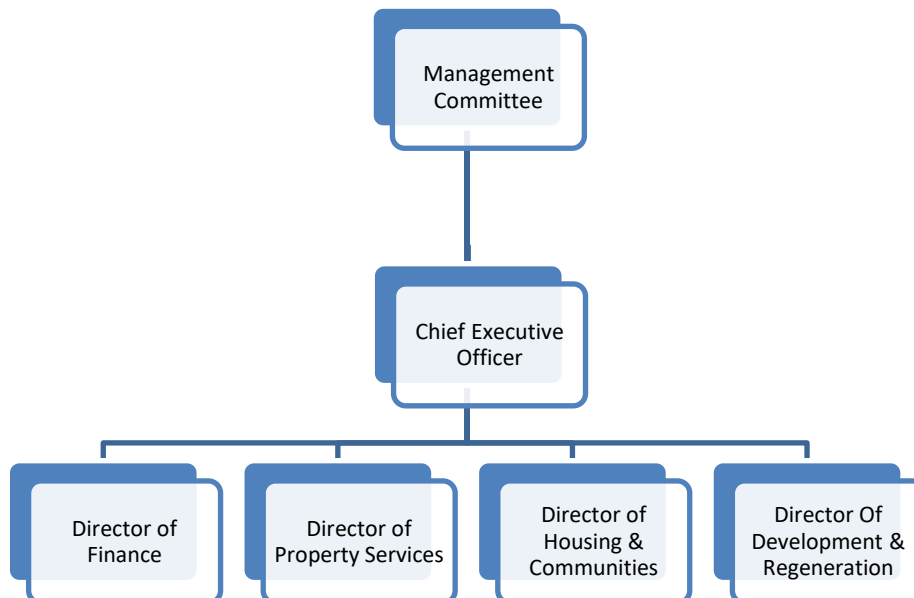 Management
Committee
Chief Executive
Officer
Director of
Finance
Director of
Property Services
Director of
Housing &
Communities
Director Of
Development &
Regeneration